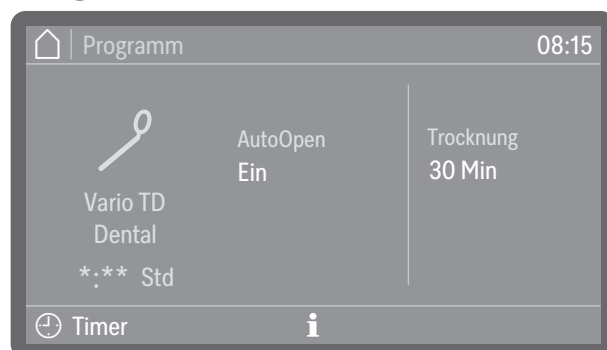 Programm 08:15
Vario TD
Dental
*:** Std
AutoOpen
Ein
Trocknung
30 Min
Timer i